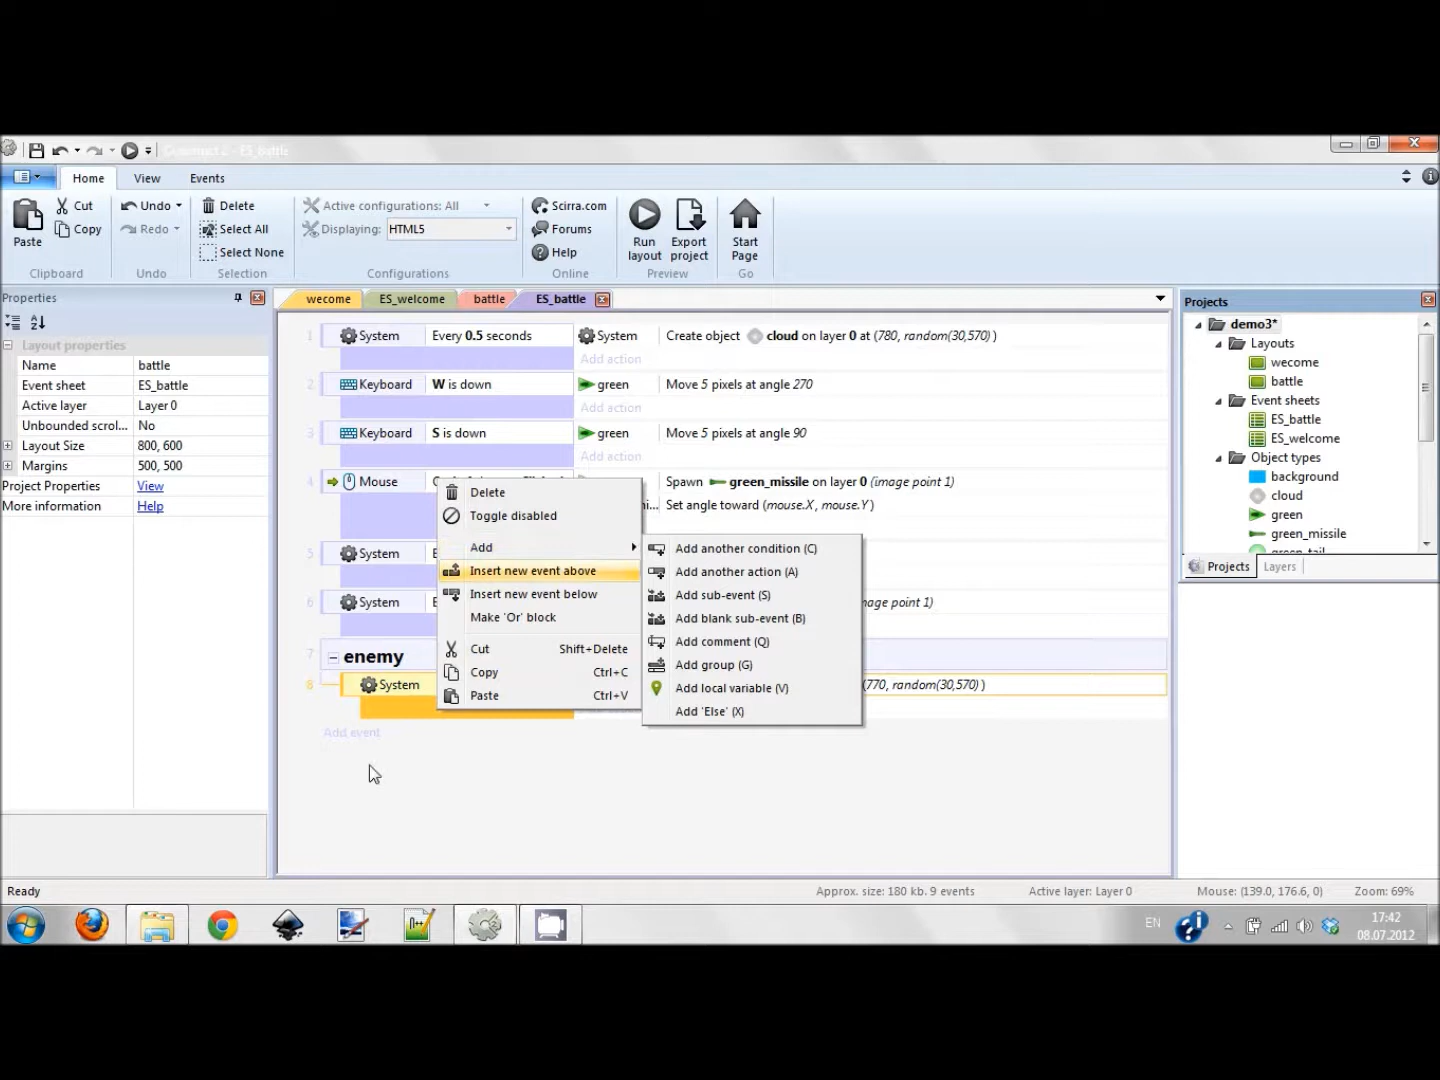 Construct 2 - ES_battle
Home View Events
Paste
Cut
Copy
Clipboard
Undo
Redo
Undo
Delete
Select All
Select None
Selection
Active configurations: All
Displaying: HTML5
Configurations
Scirra.com
Forums
Help
Online
Run layout
Export project
Preview
Start Page
Go
Properties
Layout properties
Name battle
Event sheet ES_battle
Active layer Layer 0
Unbounded scrol... No
Layout Size 800, 600
Margins 500, 500
Project Properties View
More information Help
wecome ES_welcome battle ES_battle
1 System Every 0.5 seconds System Create object cloud on layer 0 at (780, random(30,570) )
Add action
2 Keyboard W is down green Move 5 pixels at angle 270
Add action
3 Keyboard S is down green Move 5 pixels at angle 90
Add action
4 Mouse Spawn green_missile on layer 0 (image point 1)
Set angle toward (mouse.X, mouse.Y)
5 System E
6 System E age point 1)
7 enemy
8 System (770, random(30,570) )
Add event
Delete
Toggle disabled
Add
Insert new event above
Insert new event below
Make 'Or' block
Cut Shift+Delete
Copy Ctrl+C
Paste Ctrl+V
Add another condition (C)
Add another action (A)
Add sub-event (S)
Add blank sub-event (B)
Add comment (Q)
Add group (G)
Add local variable (V)
Add 'Else' (X)
Projects
demo3*
Layouts
wecome
battle
Event sheets
ES_battle
ES_welcome
Object types
background
cloud
green
green_missile
green_tail
Projects Layers
Ready Approx. size: 180 kb. 9 events Active layer: Layer 0 Mouse: (139.0, 176.6, 0) Zoom: 69%
EN 17:42
08.07.2012